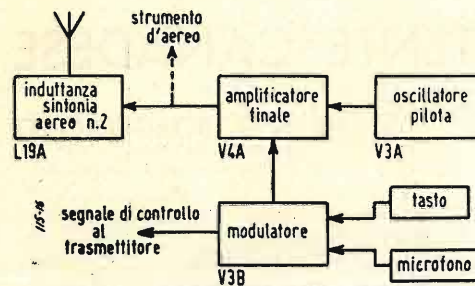 strumento
d'aereo
induttanza
sintonia
aereo n.2
L19A
amplificatore
finale
V4A
oscillatore
pilota
V3A
115-16
segnale di controllo
al
trasmettitore
modulatore
V3B
tasto
microfono